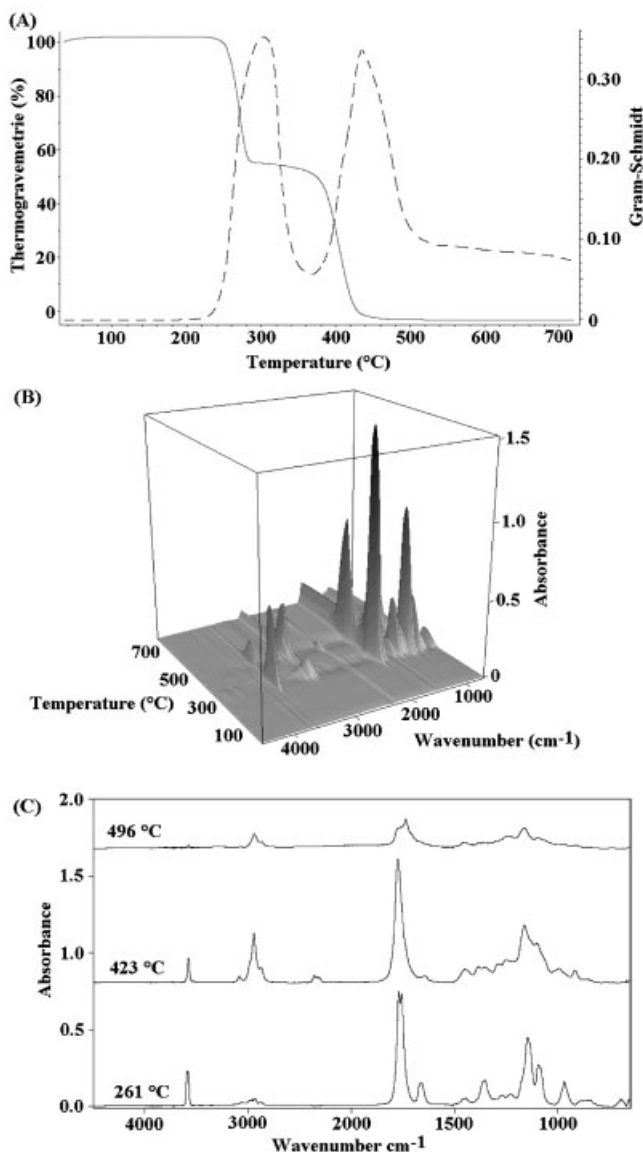 (A)
100
80
60
40
20
0
Thermogravemetrie (%)
0.30
0.20
0.10
0
Gram-Schmidt
100 200 300 400 500 600 700
Temperature (°C)
(B)
1.5
1.0
0.5
0
Absorbance
700
500
300
100
Temperature (°C)
4000 3000 2000 1000
Wavenumber (cm-1)
(C)
2.0
1.5
1.0
0.5
0.0
Absorbance
496 °C
423 °C
261 °C
4000 3000 2000 1500 1000
Wavenumber cm-1